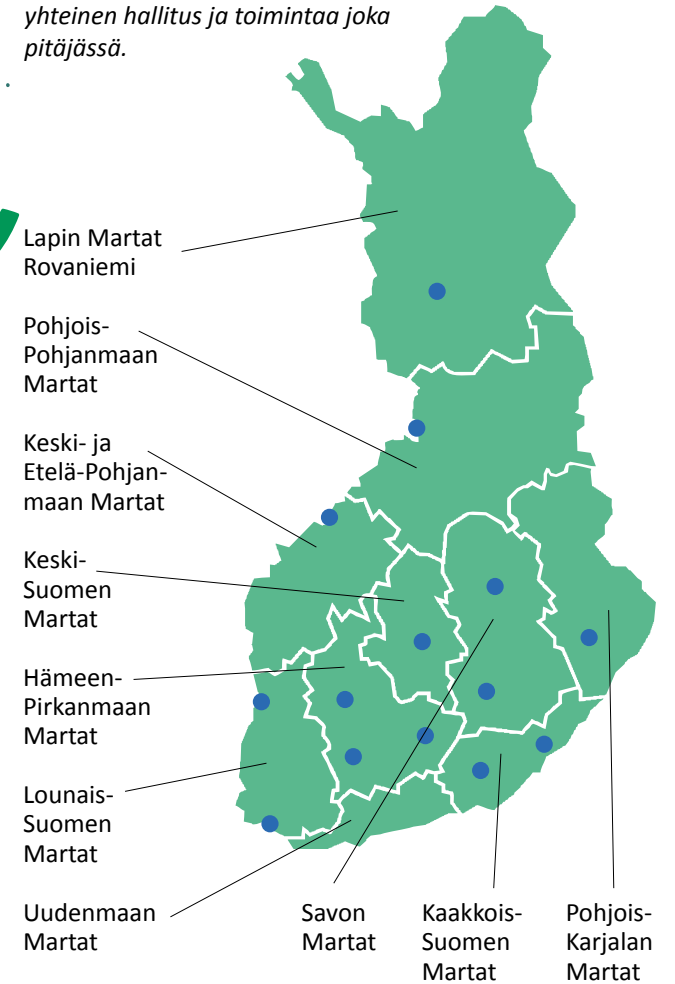 yhteinen hallitus ja toimintaa joka
pitäjässä.
Lapin Martat
Rovaniemi
Pohjois-
Pohjanmaan
Martat
Keski- ja
Etelä-Pohjan-
maan Martat
Keski-
Suomen
Martat
Hämeen-
Pirkanmaan
Martat
Lounais-
Suomen
Martat
Uudenmaan
Martat
Savon
Martat
Kaakkois-
Suomen
Martat
Pohjois-
Karjalan
Martat